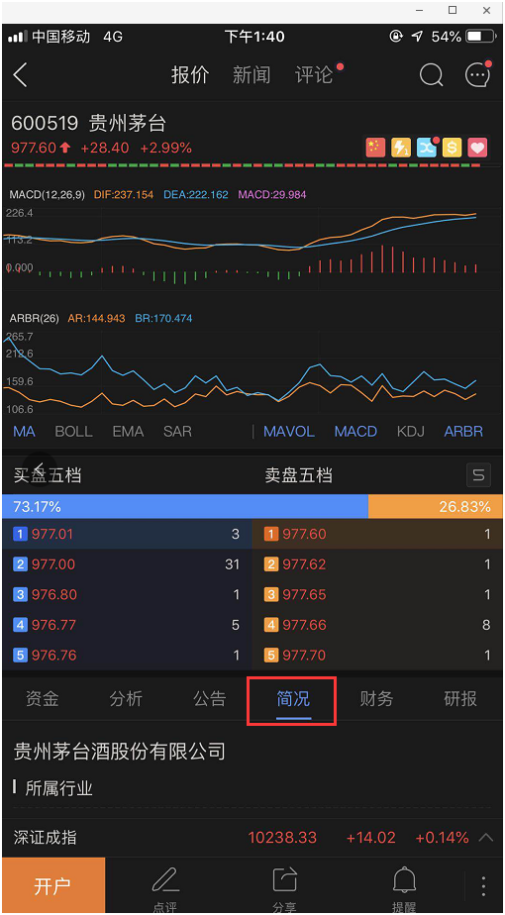 中国移动 4G 下午1:40 54%
报价 新闻 评论
600519 贵州茅台
977.60 +28.40 +2.99%
MACD(12,26,9) DIF:237.154 DEA:222.162 MACD:29.984
226.4
113.2
0.000
ARBR(26) AR:144.943 BR:170.474
265.7
212.6
159.6
106.6
MA BOLL EMA SAR MAVOL MACD KDJ ARBR
买盘五档 卖盘五档 5
73.17% 26.83%
1 977.01 3 1 977.60 1
2 977.00 31 2 977.62 1
3 976.80 1 3 977.65 1
4 976.77 5 4 977.66 8
5 976.76 1 5 977.70 1
资金 分析 公告 简况 财务 研报
贵州茅台酒股份有限公司
所属行业
深证成指 10238.33 +14.02 +0.14%
开户 点评 分享 提醒